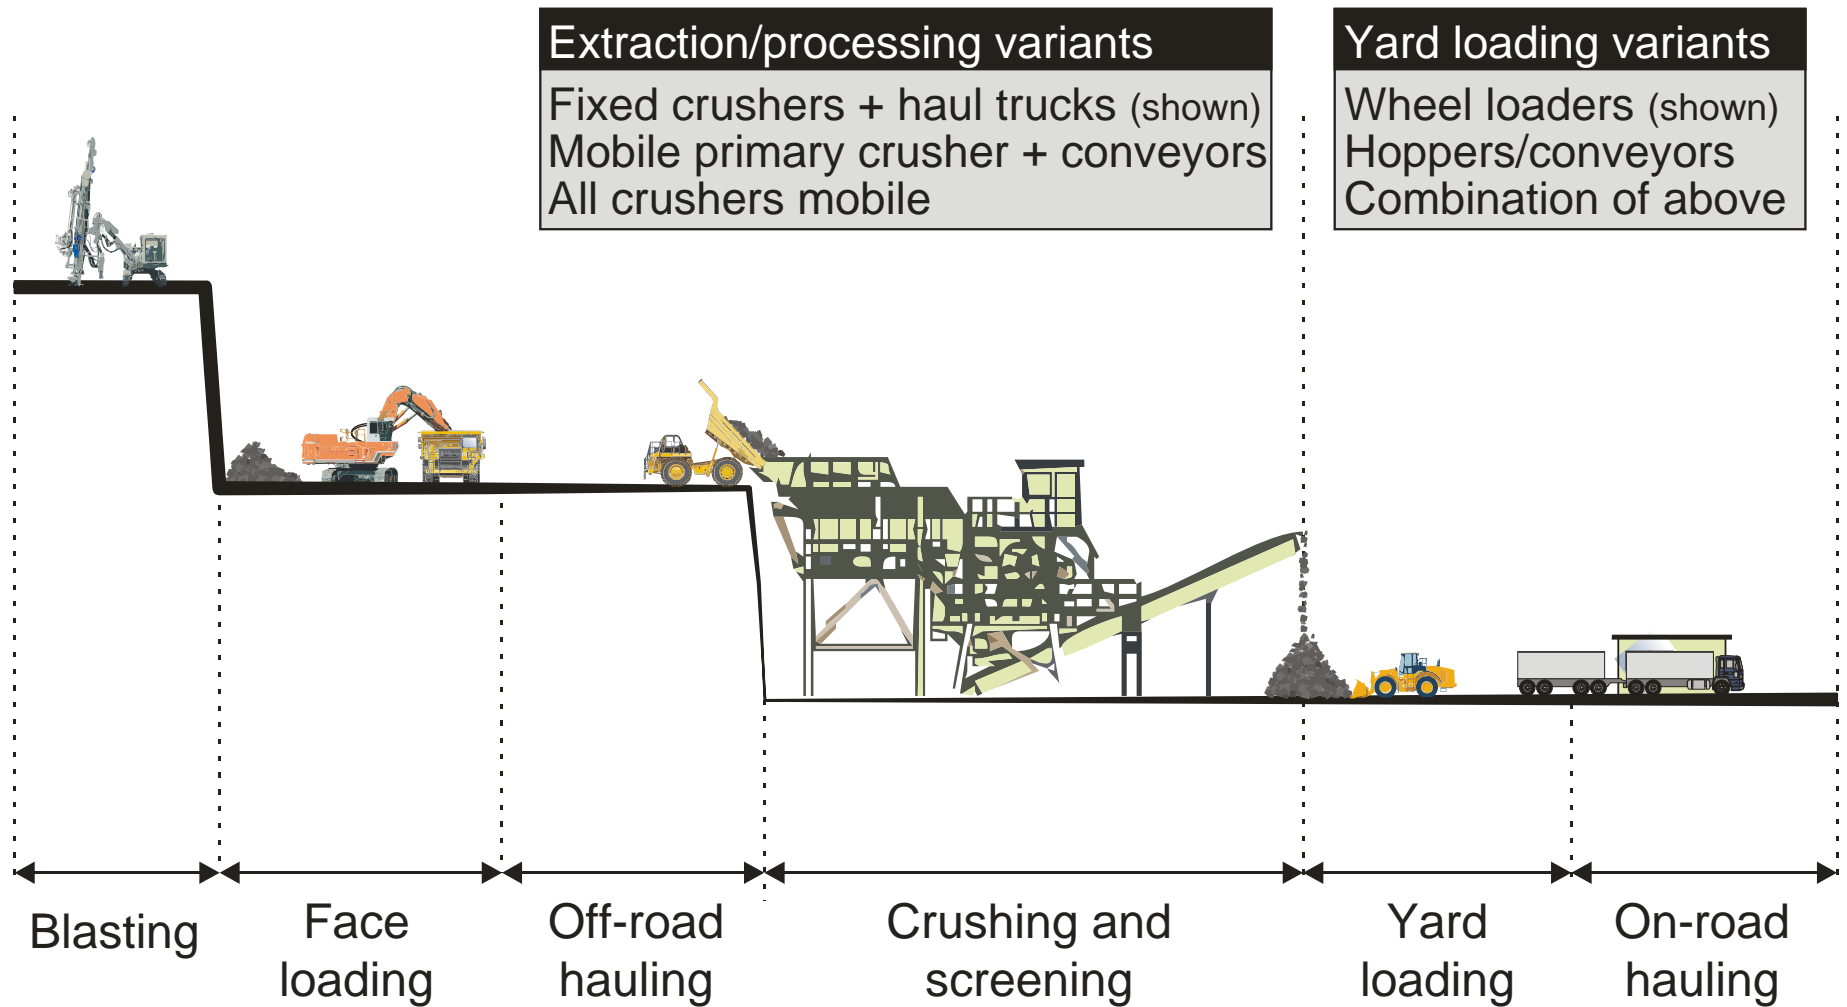 Extraction/processing variants
Fixed crushers + haul trucks (shown)
Mobile primary crusher + conveyors
All crushers mobile
Yard loading variants
Wheel loaders (shown)
Hoppers/conveyors
Combination of above
Blasting
Face
loading
Off-road
hauling
Crushing and
screening
Yard
loading
On-road
hauling